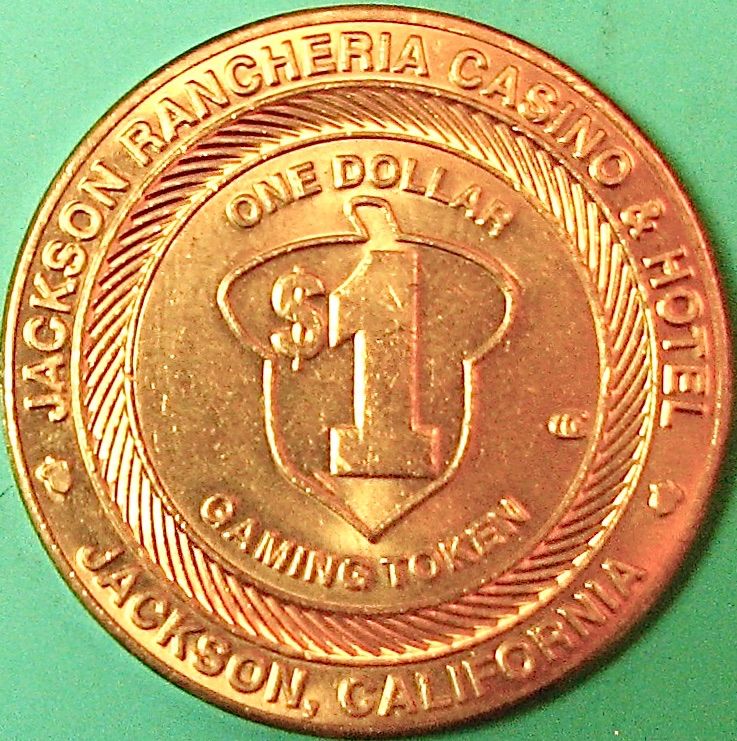 JACKSON RANCHERIA CASINO & HOTEL
ONE DOLLAR
$1
GAMING TOKEN
JACKSON, CALIFORNIA